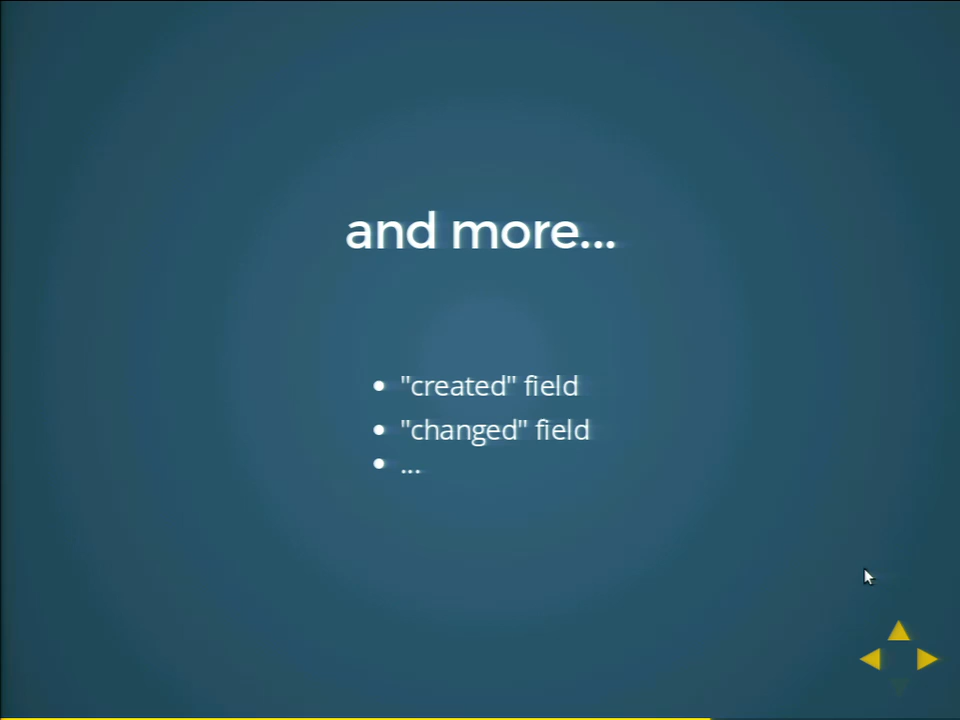 and more...
"created" field
"changed" field
...